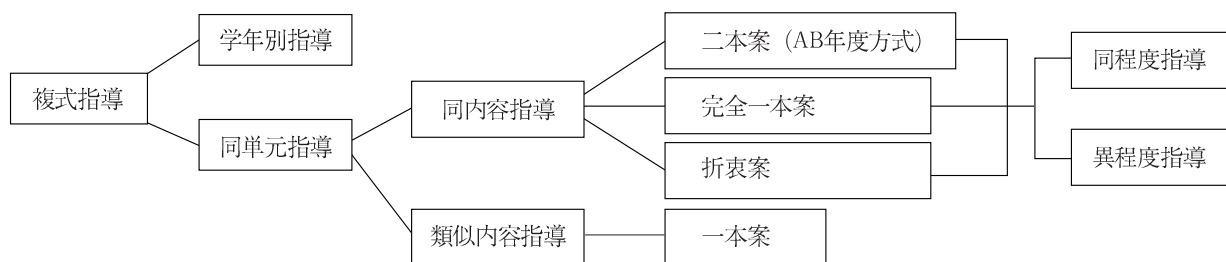 複式指導
学年別指導
同単元指導
同内容指導
類似内容指導
二本案（AB年度方式）
完全一本案
折衷案
一本案
同程度指導
異程度指導